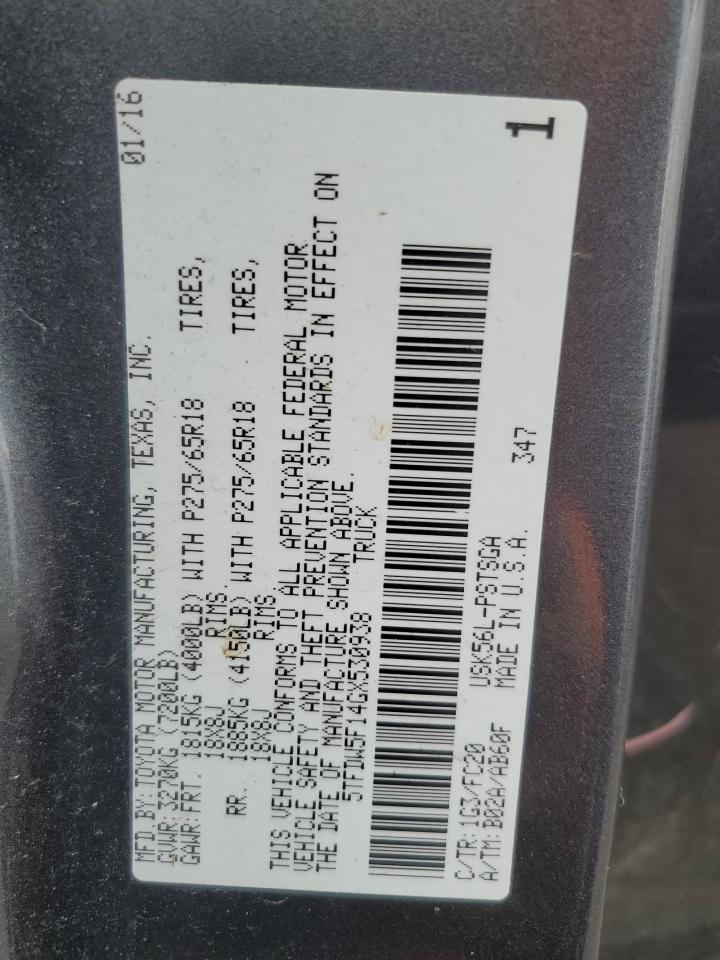 MFD BY: TOYOTA MOTOR MANUFACTURING, TEXAS, INC. 01/16
GVWR: 3270KG (7200LB)
GAWR: FRT. 1815KG (4000LB) WITH P275/65R18 TIRES,
18X8J RIMS
RR. 1885KG (4150LB) WITH P275/65R18 TIRES,
18X8J RIMS
THIS VEHICLE CONFORMS TO ALL APPLICABLE FEDERAL MOTOR
VEHICLE SAFETY AND THEFT PREVENTION STANDARDS IN EFFECT ON
THE DATE OF MANUFACTURE SHOWN ABOVE.
5TFDW5F14GX530938 TRUCK
C/TR: 1G3/FC20 USK56L-PSTSGA
A/TM: B02A/AB60F MADE IN U.S.A. 347
1